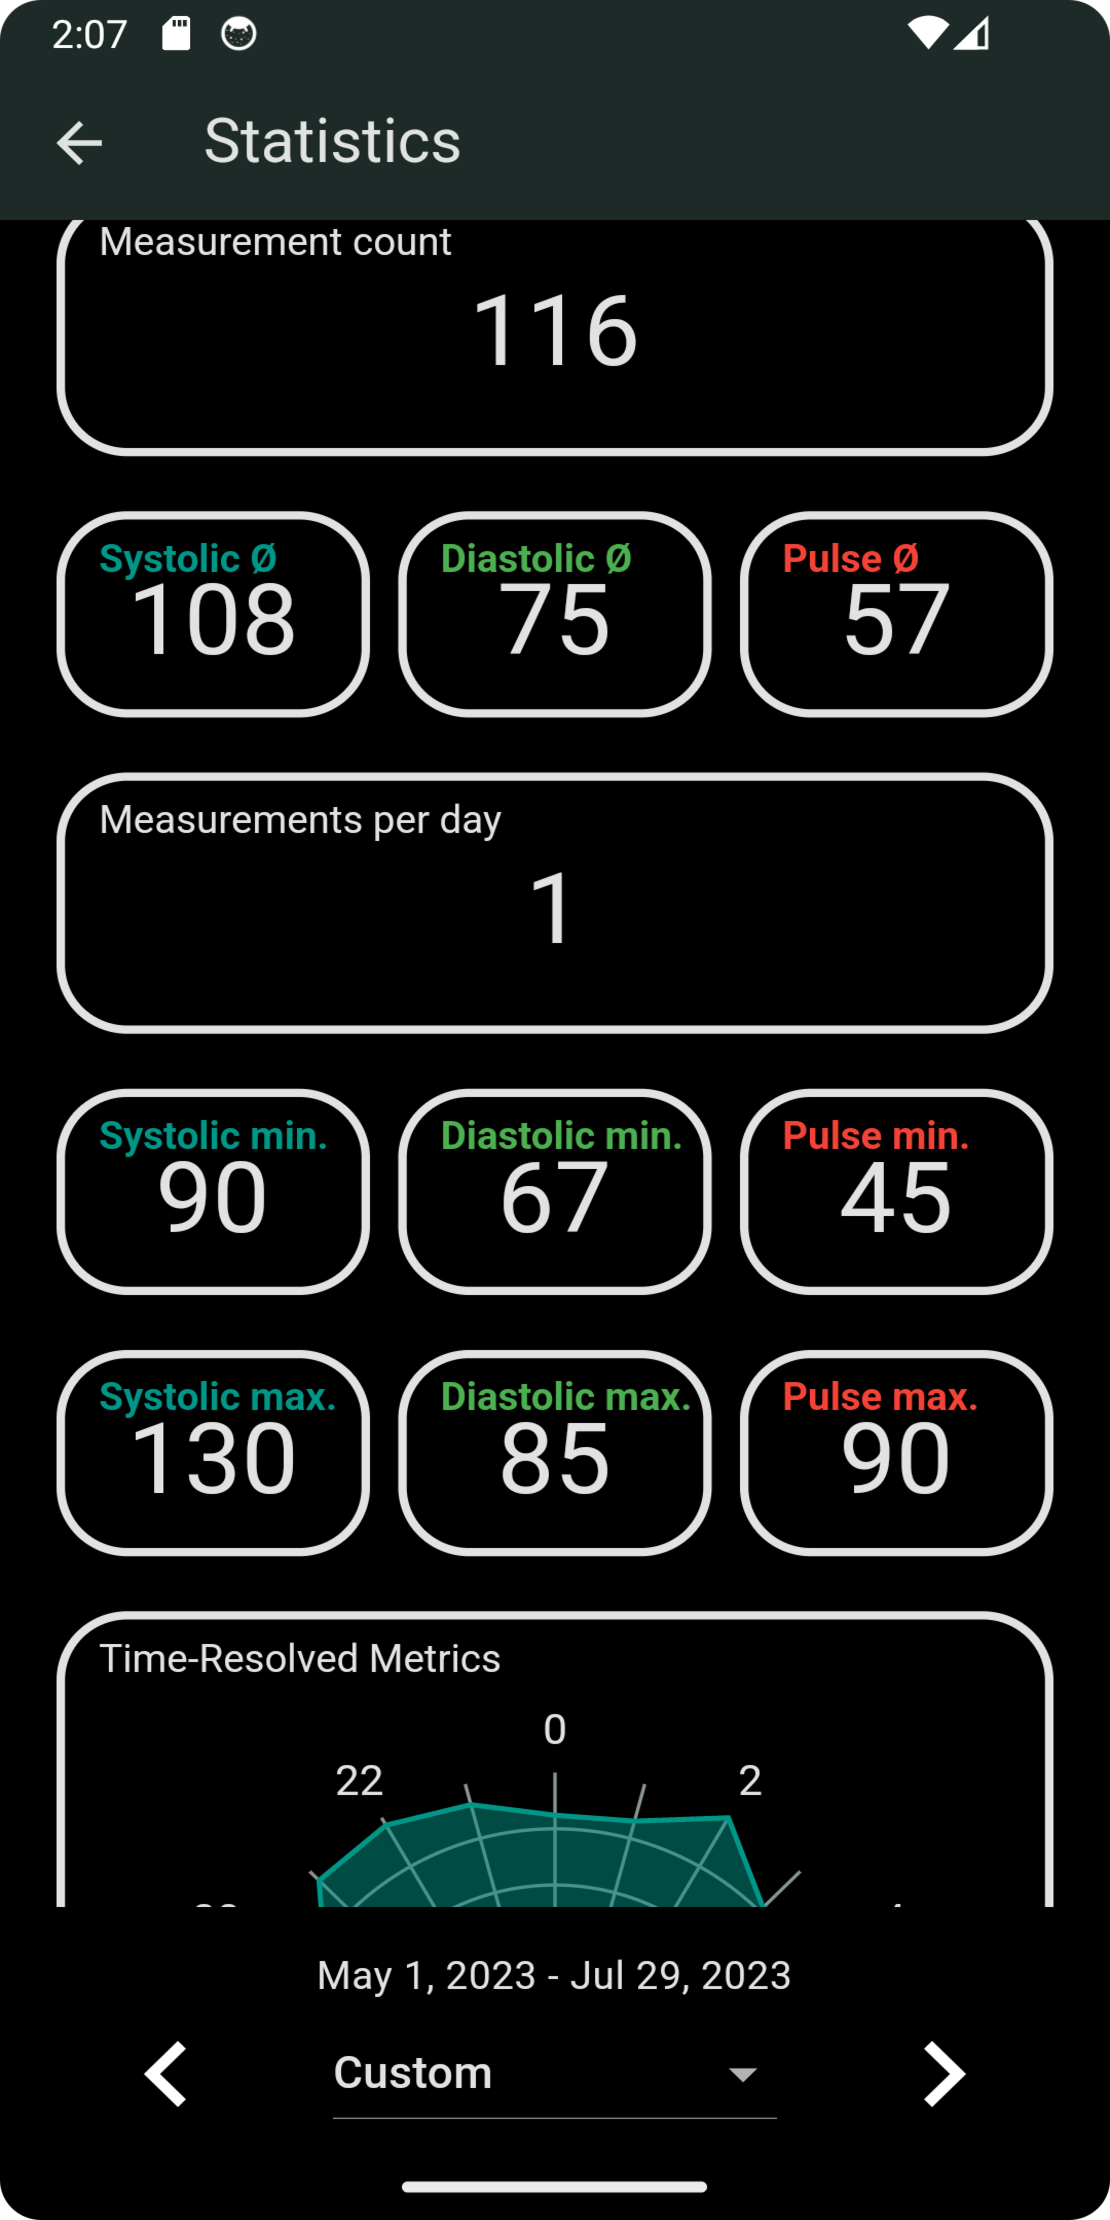 2:07
Statistics
Measurement count
116
Systolic Ø
108
Diastolic Ø
75
Pulse Ø
57
Measurements per day
1
Systolic min.
90
Diastolic min.
67
Pulse min.
45
Systolic max.
130
Diastolic max.
85
Pulse max.
90
Time-Resolved Metrics
0
22
2
May 1, 2023 - Jul 29, 2023
Custom